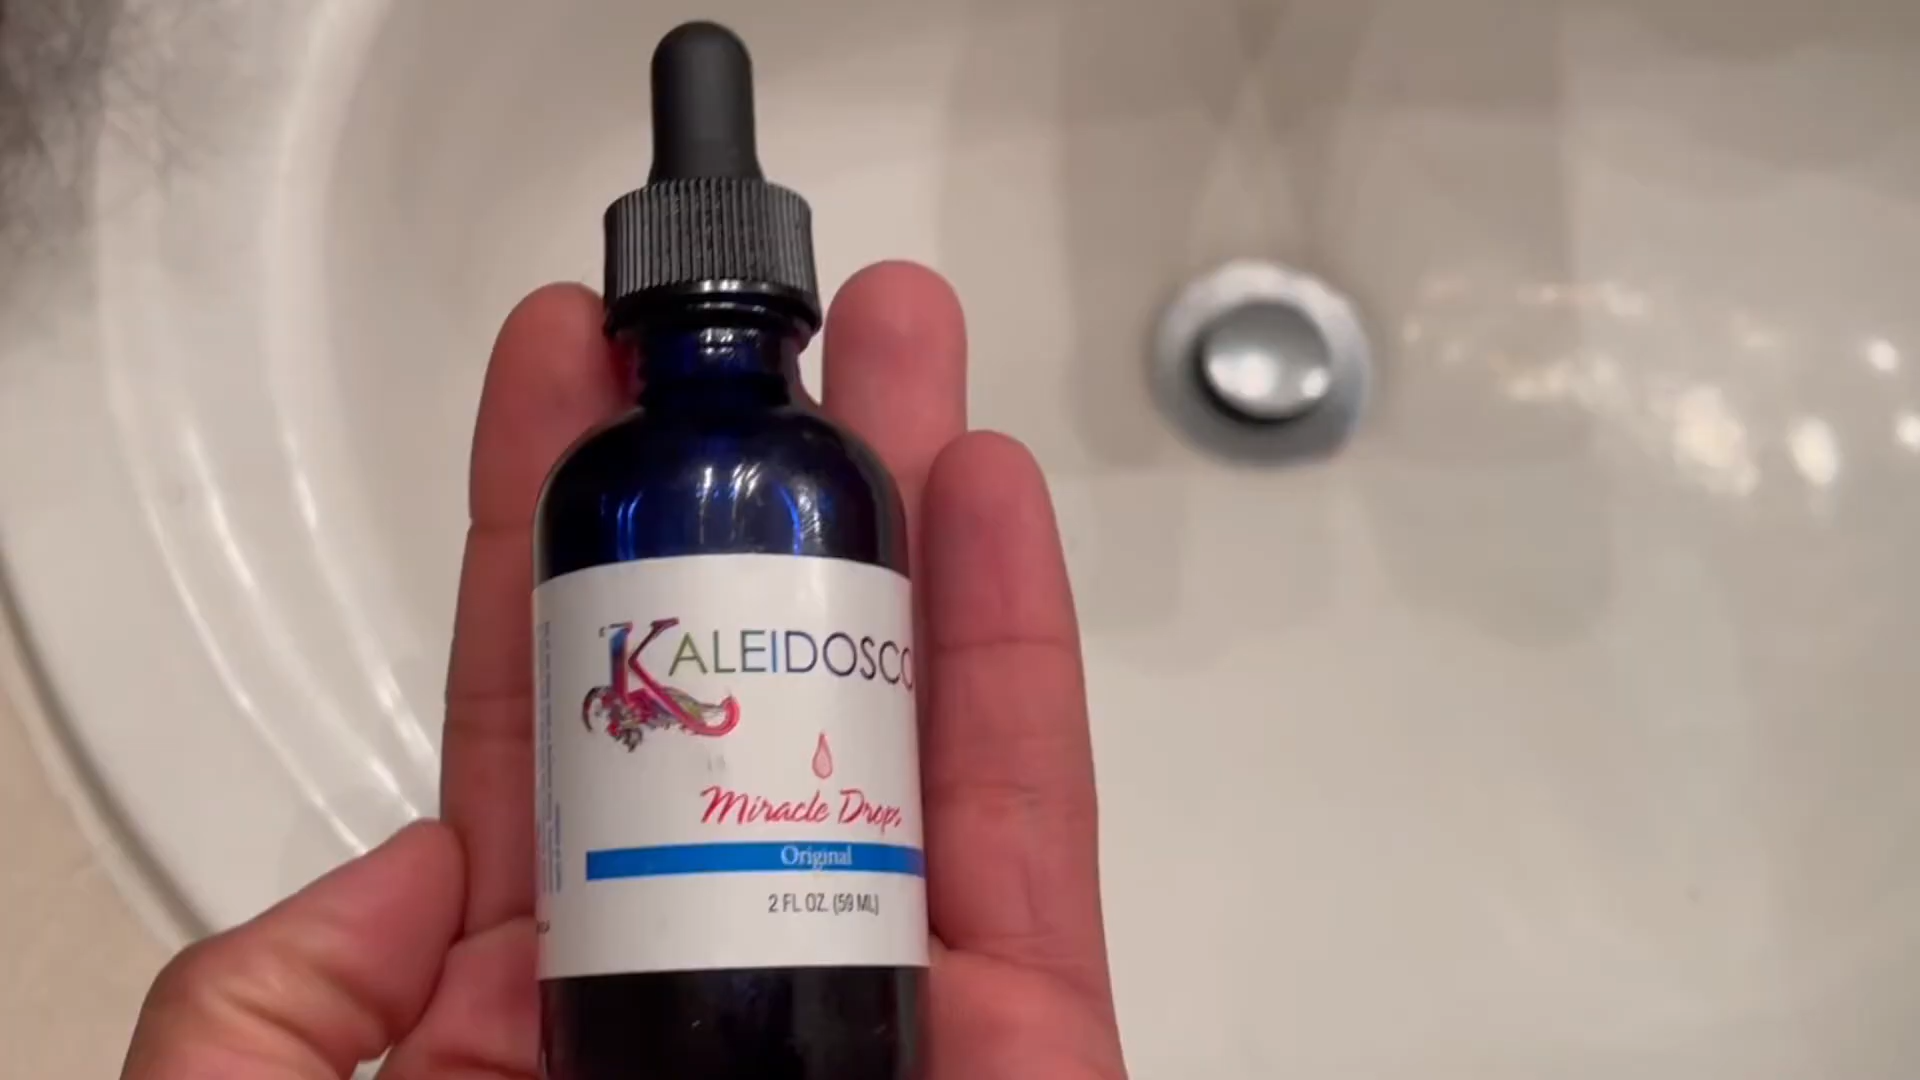 KALEIDOSCO
Miracle Drops
Original
2 FL OZ. (59 ML)